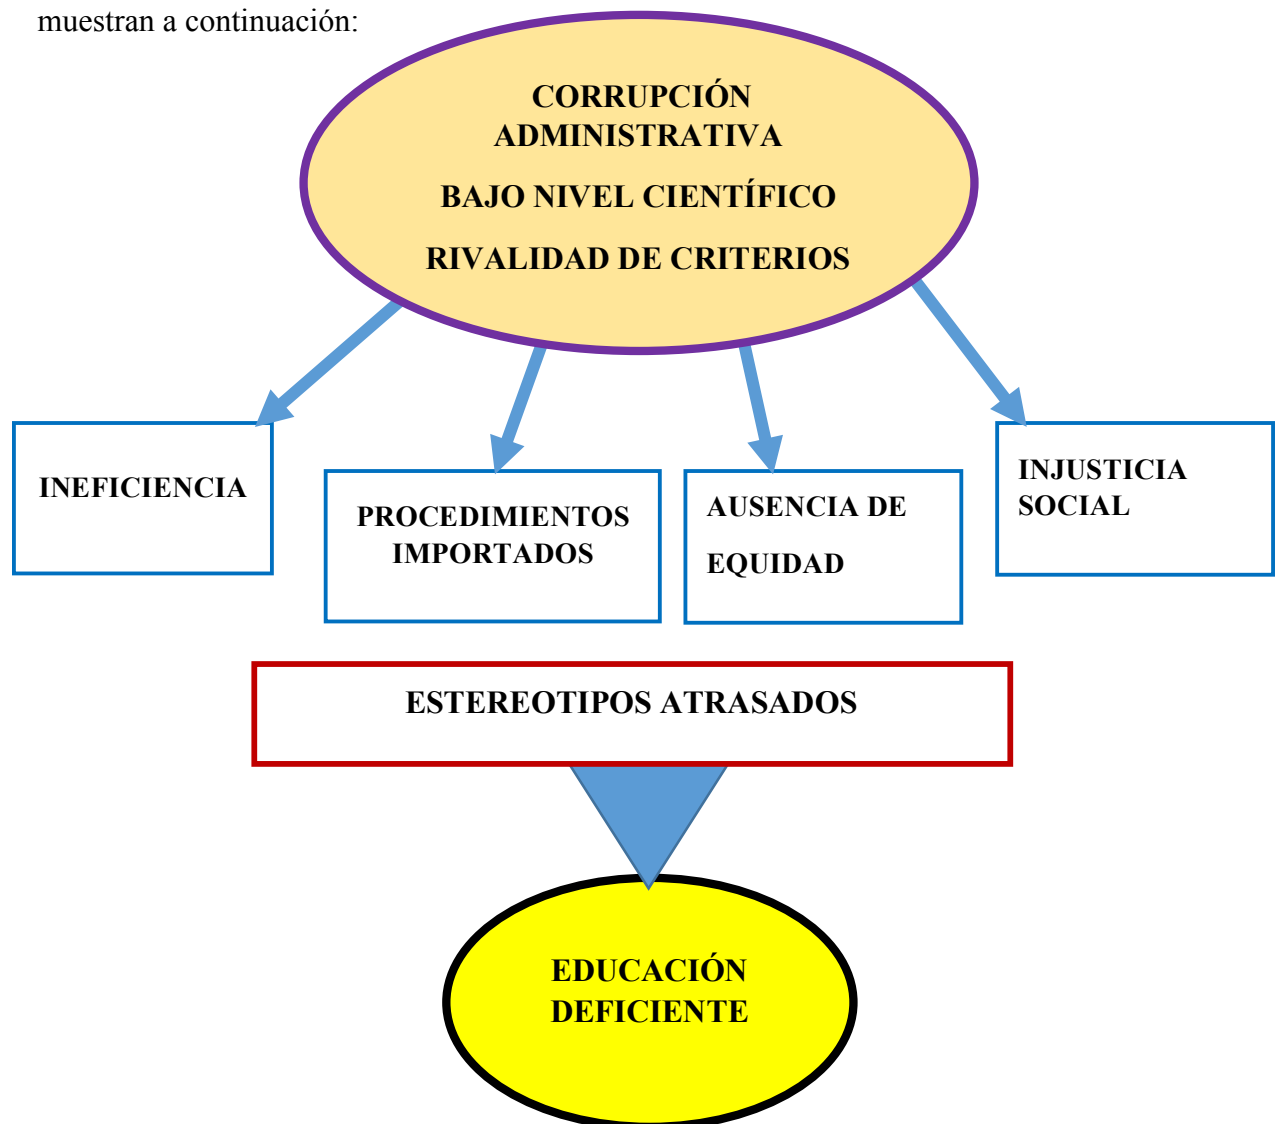 muestran a continuación:
CORRUPCIÓN
ADMINISTRATIVA
BAJO NIVEL CIENTÍFICO
RIVALIDAD DE CRITERIOS
INEFICIENCIA
PROCEDIMIENTOS
IMPORTADOS
AUSENCIA DE
EQUIDAD
INJUSTICIA
SOCIAL
ESTEREOTIPOS ATRASADOS
EDUCACIÓN
DEFICIENTE